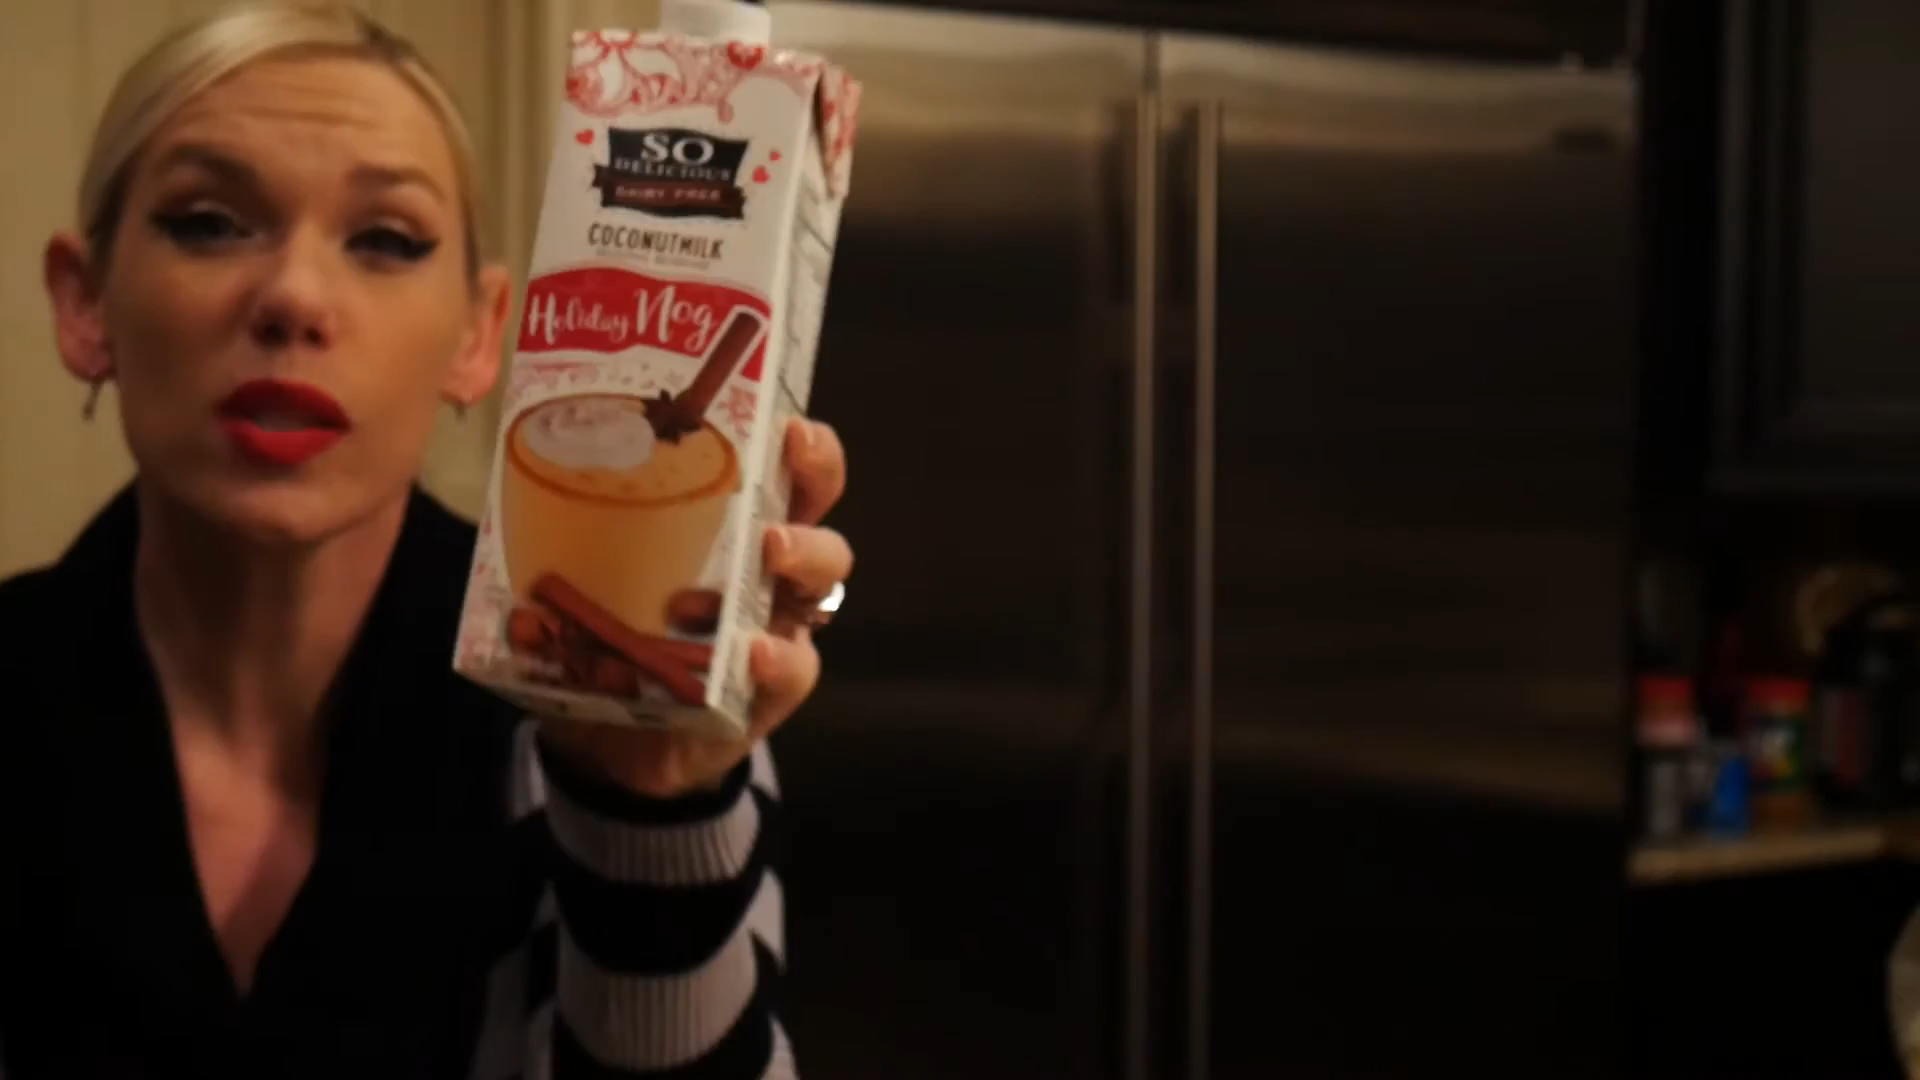 SO
DELICIOUS
DAIRY FREE
COCONUTMILK
Holiday Nog